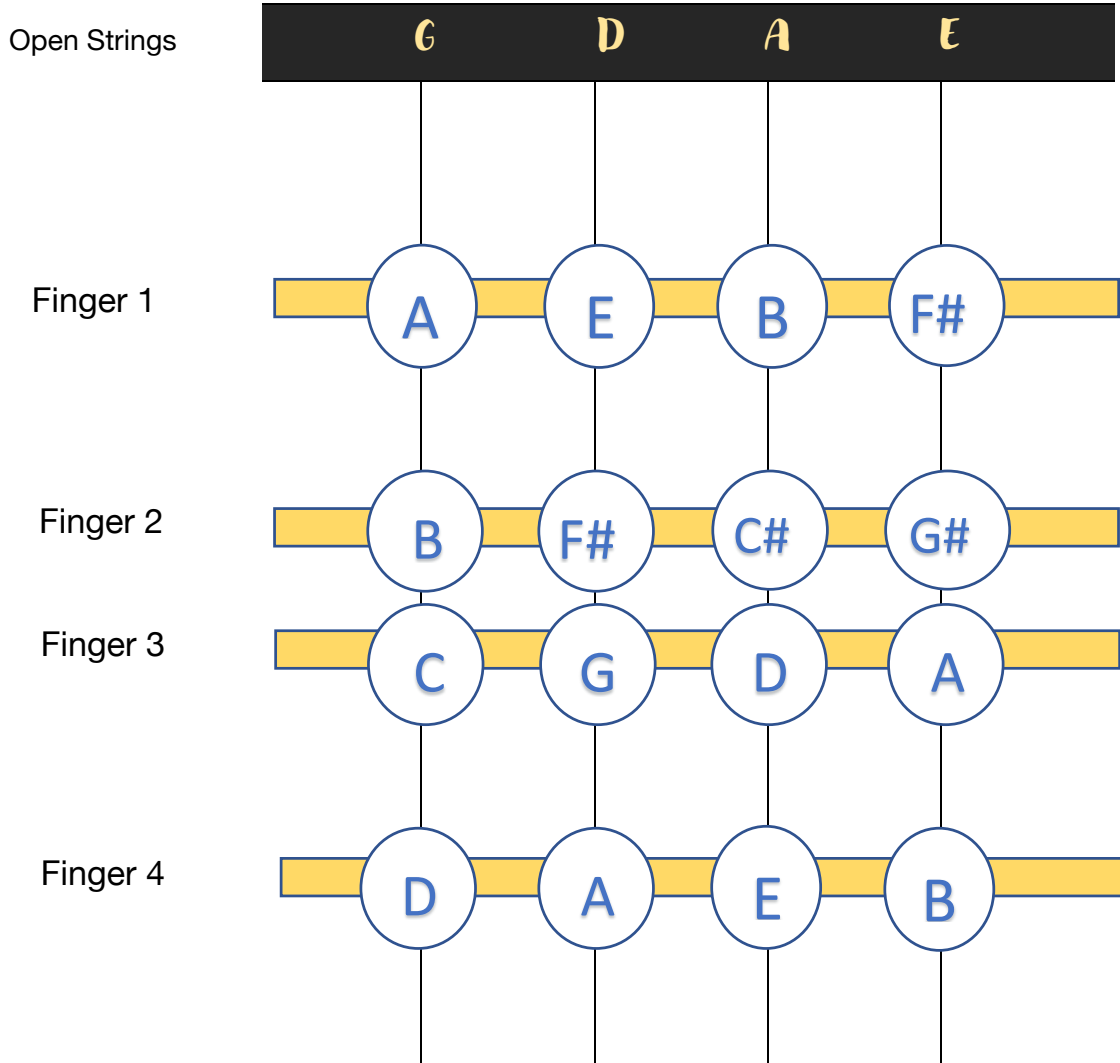 Open Strings G D A E
Finger 1 A E B F#
Finger 2 B F# C# G#
Finger 3 C G D A
Finger 4 D A E B